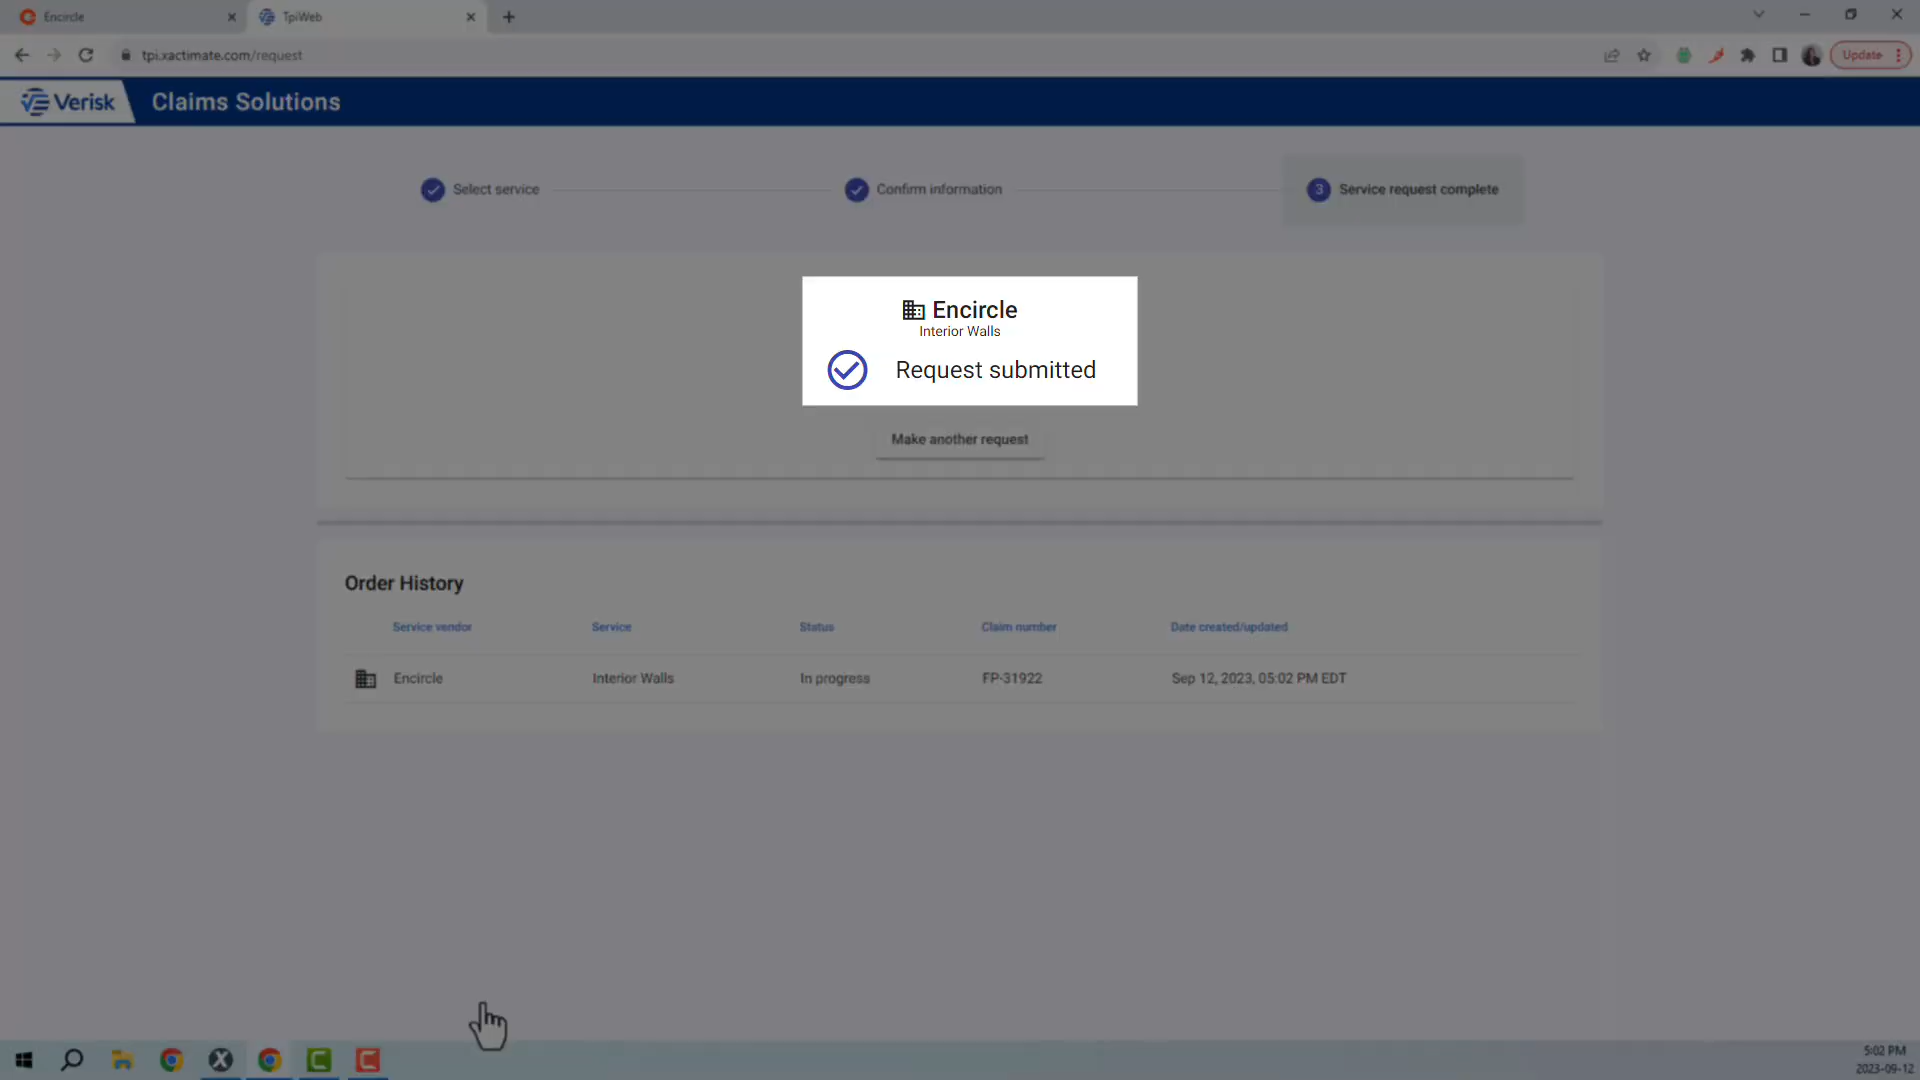 Encircle
TpiWeb
tpi.xactimate.com/request
Update
Verisk
Claims Solutions
Select service
Confirm information
3 Service request complete
Encircle
Interior Walls
Request submitted
Make another request
Order History
Service vendor Service Status Claim number Date created/updated
Encircle Interior Walls In progress FP-31922 Sep 12, 2023, 05:02 PM EDT
5:02 PM
2023-09-12